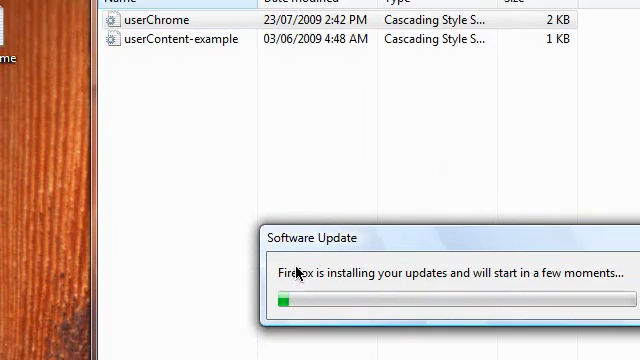 userChrome 23/07/2009 2:42 PM Cascading Style S... 2 KB
userContent-example 03/06/2009 4:48 AM Cascading Style S... 1 KB
me
Software Update
Firefox is installing your updates and will start in a few moments...